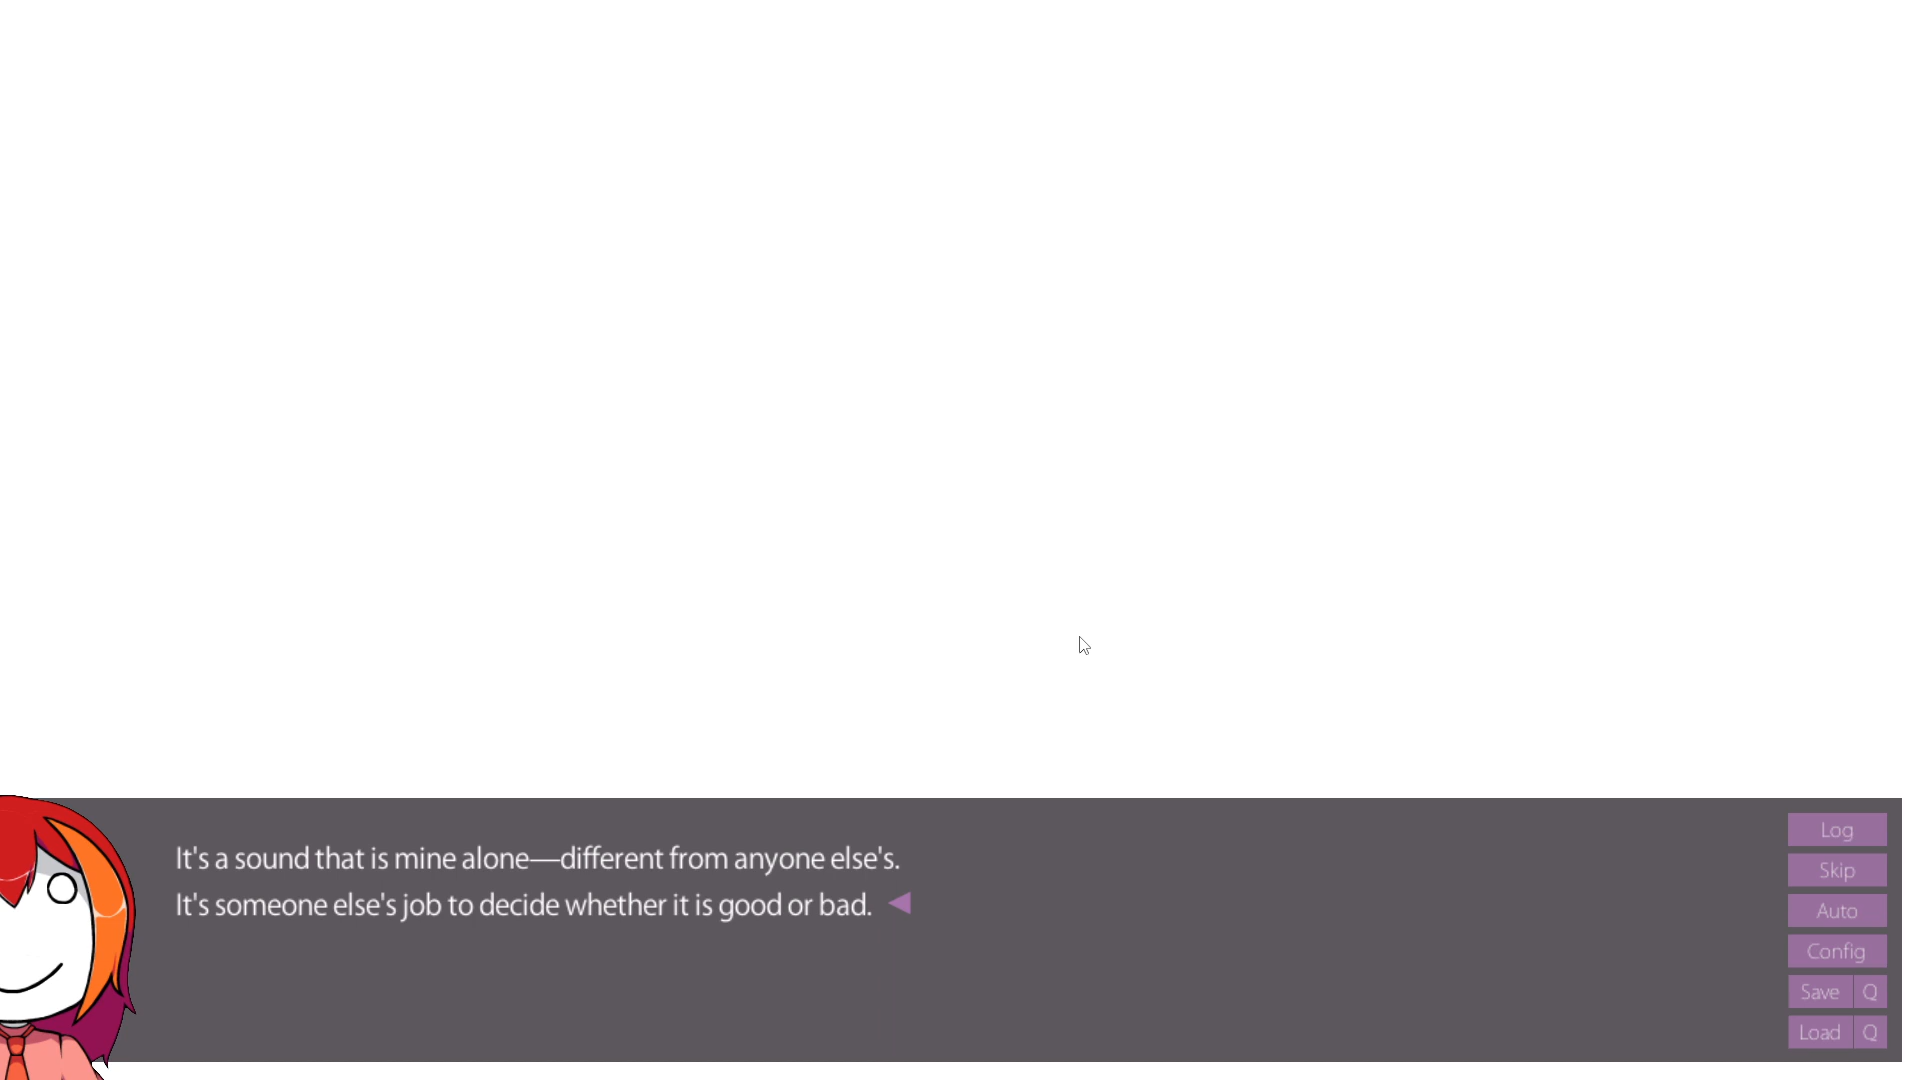 It's a sound that is mine alone—different from anyone else's.
It's someone else's job to decide whether it is good or bad.
Log
Skip
Auto
Config
Save Q
Load Q